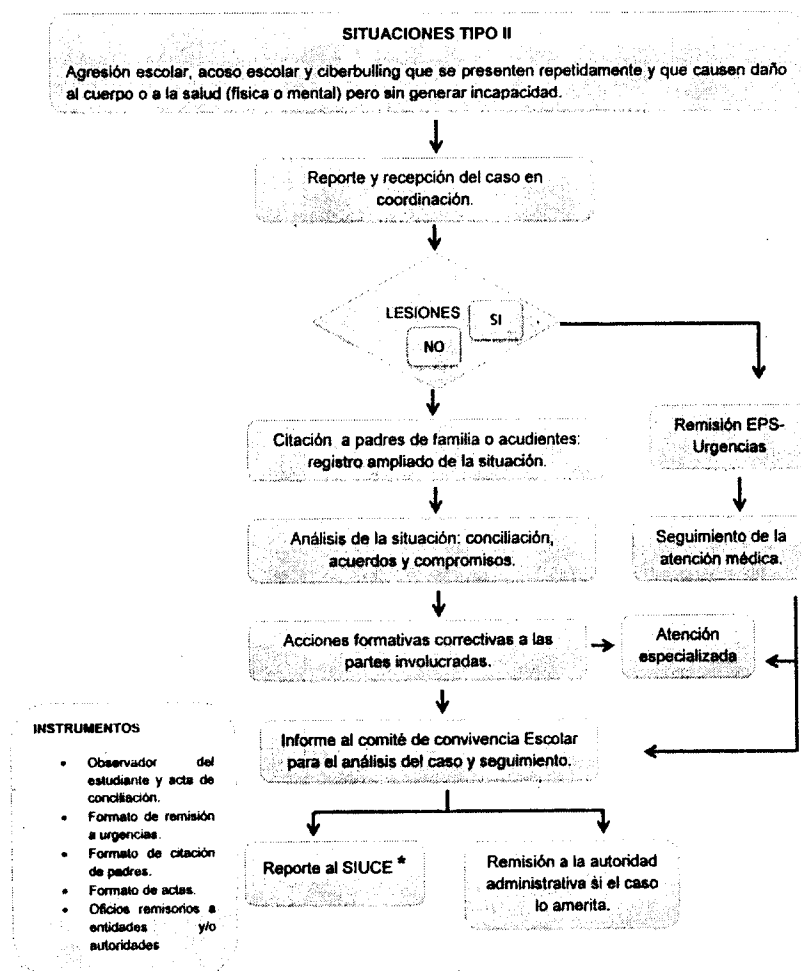 SITUACIONES TIPO II
Agresión escolar, acoso escolar y ciberbulling que se presenten repetidamente y que causen daño
al cuerpo o a la salud (física o mental) pero sin generar incapacidad.
Reporte y recepción del caso en
coordinación.
LESIONES
SI
NO
Citación a padres de familia o acudientes:
registro ampliado de la situación.
Remisión EPS-
Urgencias
Análisis de la situación: conciliación,
acuerdos y compromisos.
Seguimiento de la
atención médica.
Acciones formativas correctivas a las
partes involucradas.
Atención
especializada
Informe al comité de convivencia Escolar
para el análisis del caso y seguimiento.
Reporte al SIUCE *
Remisión a la autoridad
administrativa si el caso
lo amerita.
INSTRUMENTOS
• Observador del
estudiante y acta de
conciliación.
• Formato de remisión
a urgencias.
• Formato de citación
de padres.
• Formato de actas.
• Oficios remisorios a
entidades y/o
autoridades